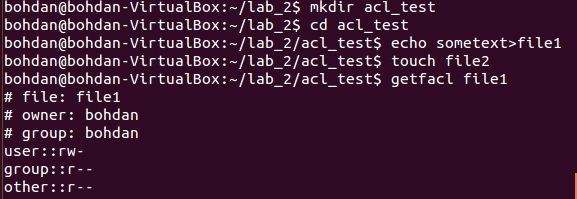 bohdan@bohdan-VirtualBox:~/lab_2$ mkdir acl_test
bohdan@bohdan-VirtualBox:~/lab_2$ cd acl_test
bohdan@bohdan-VirtualBox:~/lab_2/acl_test$ echo sometext>file1
bohdan@bohdan-VirtualBox:~/lab_2/acl_test$ touch file2
bohdan@bohdan-VirtualBox:~/lab_2/acl_test$ getfacl file1
# file: file1
# owner: bohdan
# group: bohdan
user::rw-
group::r--
other::r--